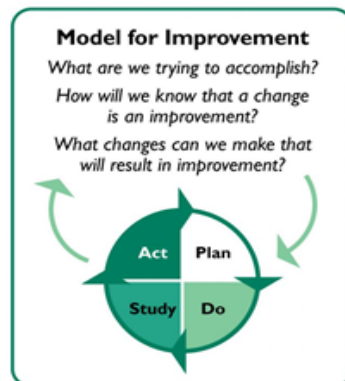 Model for Improvement
What are we trying to accomplish?
How will we know that a change
is an improvement?
What changes can we make that
will result in improvement?
Act Plan
Study Do